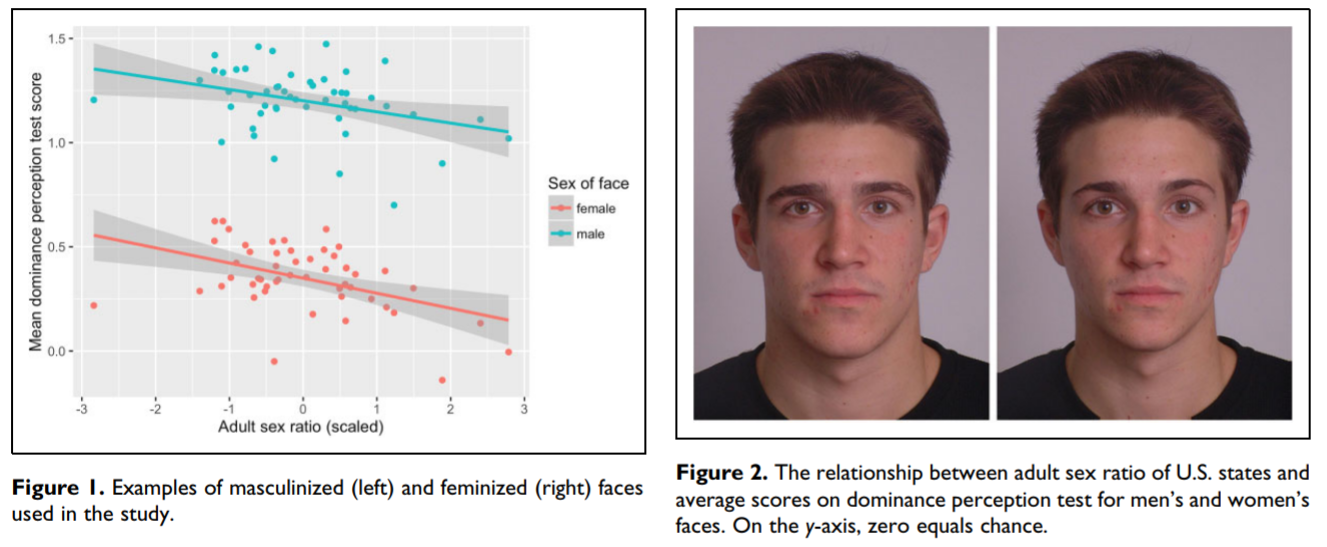 1.5
1.0
0.5
0.0
Mean dominance perception test score
-3 -2 -1 0 1 2 3
Adult sex ratio (scaled)
Sex of face
female
male
Figure 1. Examples of masculinized (left) and feminized (right) faces
used in the study.
Figure 2. The relationship between adult sex ratio of U.S. states and
average scores on dominance perception test for men's and women's
faces. On the y-axis, zero equals chance.